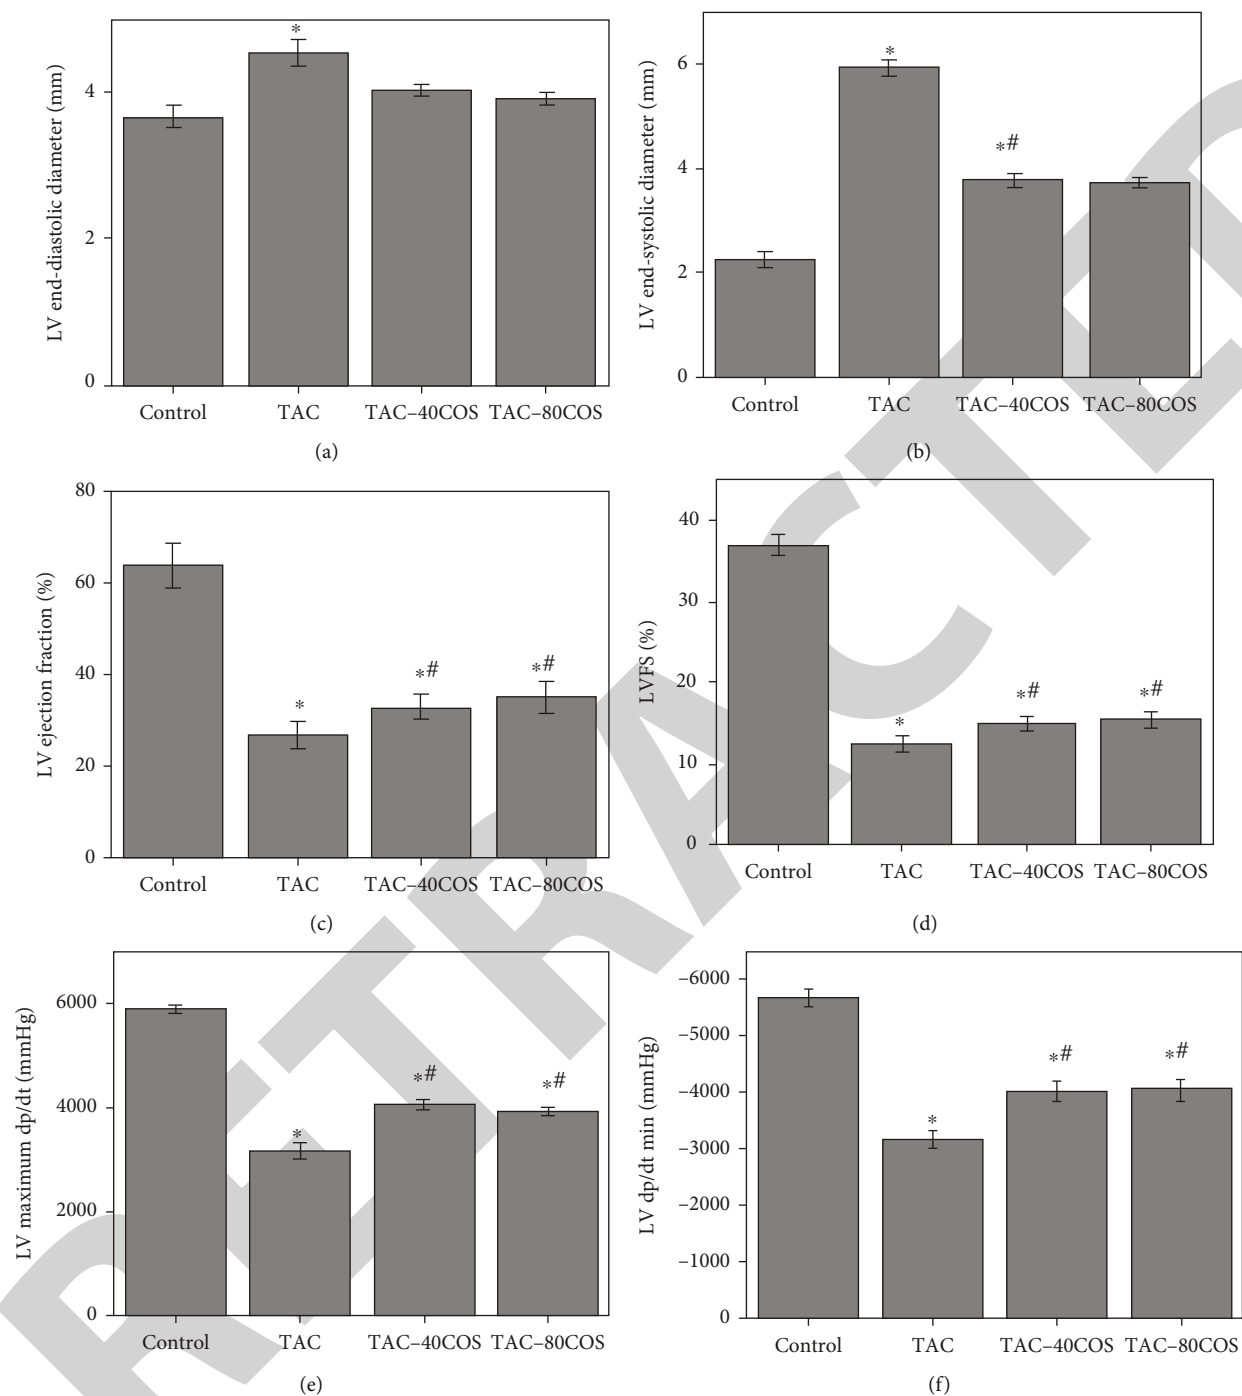 LV end-diastolic diameter (mm)
4
2
0
*
Control TAC TAC–40COS TAC–80COS
(a)
LV end-systolic diameter (mm)
6
4
2
0
*
*#
Control TAC TAC–40COS TAC–80COS
(b)
LV ejection fraction (%)
80
60
40
20
0
*
*#
*#
Control TAC TAC–40COS TAC–80COS
(c)
LVFS (%)
40
30
20
10
0
*
*#
*#
Control TAC TAC–40COS TAC–80COS
(d)
LV maximum dp/dt (mmHg)
6000
4000
2000
0
*
*#
*#
Control TAC TAC–40COS TAC–80COS
(e)
LV dp/dt min (mmHg)
–6000
–5000
–4000
–3000
–2000
–1000
0
*
*#
*#
Control TAC TAC–40COS TAC–80COS
(f)
RETRACTE